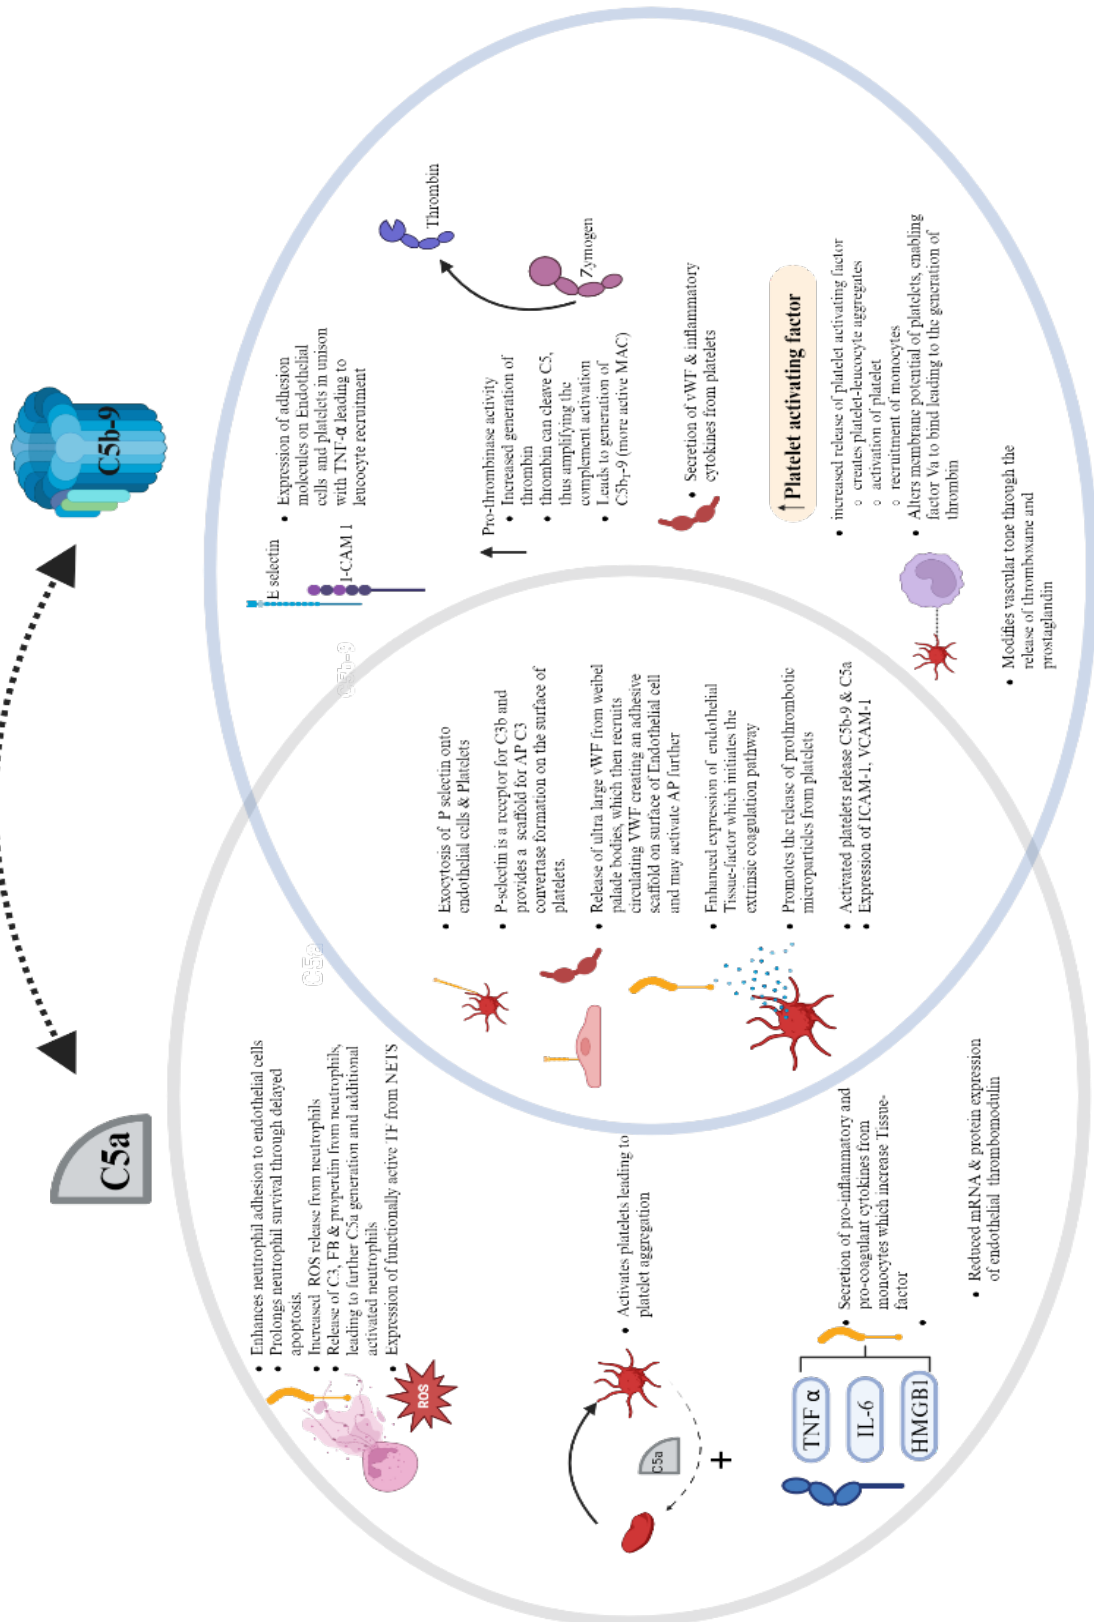 C5a
C5b-9
C5a
C5b-9
• Enhances neutrophil adhesion to endothelial cells
• Prolongs neutrophil survival through delayed
apoptosis.
• Increased ROS release from neutrophils
• Release of C3, FB & properdin from neutrophils,
leading to further C5a generation and additional
activated neutrophils
• Expression of functionally active TF from NETS
ROS
• Activates platelets leading to
platelet aggregation
C5a
+
TNF α
IL-6
HMGB1
• Secretion of pro-inflammatory and
pro-coagulant cytokines from
monocytes which increase Tissue-
factor
•
• Reduced mRNA & protein expression
of endothelial thrombomodulin
• Exocytosis of P selectin onto
endothelial cells & Platelets
• P-selectin is a receptor for C3b and
provides a scaffold for AP C3
convertase formation on the surface of
platelets.
• Release of ultra large vWF from weibel
palade bodies, which then recruits
circulating VWF creating an adhesive
scaffold on surface of Endothelial cell
and may activate AP further
• Enhanced expression of endothelial
Tissue-factor which initiates the
extrinsic coagulation pathway
• Promotes the release of prothrombotic
microparticles from platelets
• Activated platelets release C5b-9 & C5a
• Expression of ICAM-1, VCAM-1
E selectin
I-CAM 1
• Expression of adhesion
molecules on Endothelial
cells and platelets in unison
with TNF-α leading to
leucocyte recruitment
Pro-thrombinase activity
• Increased generation of
thrombin
• thrombin can cleave C5,
thus amplifying the
complement activation
• Leads to generation of
C5bT-9 (more active MAC)
Thrombin
Zymogen
• Secretion of vWF & inflammatory
cytokines from platelets
Platelet activating factor
• increased release of platelet activating factor
○ creates platelet-leucocyte aggregates
○ activation of platelet
○ recruitment of monocytes
• Alters membrane potential of platelets, enabling
factor Va to bind leading to the generation of
thrombin
• Modifies vascular tone through the
release of thromboxane and
prostaglandin